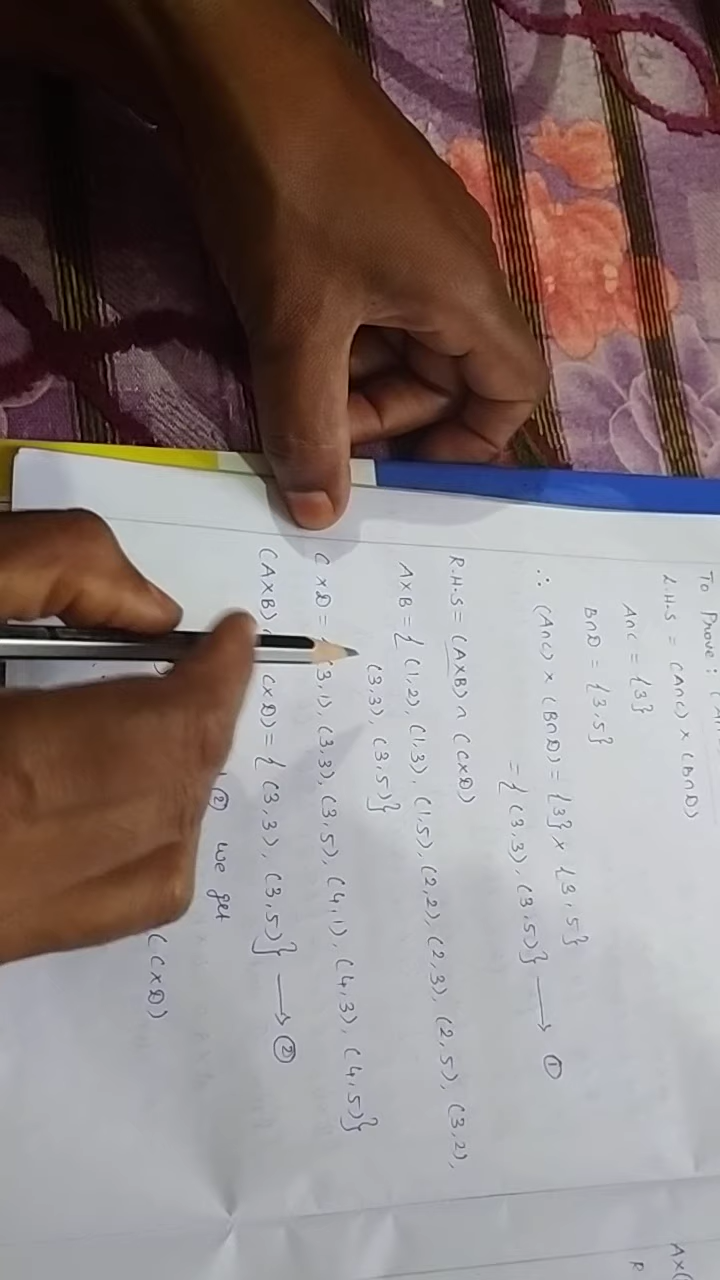 To Prove : (
L.H.S = (A∩C) × (B∩D)
A∩C = {3}
B∩D = {3,5}
∴ (A∩C) × (B∩D) = {3} × {3,5}
= {(3,3), (3,5)} → ①
R.H.S = (A×B) ∩ (C×D)
A×B = {(1,2), (1,3), (1,5), (2,2), (2,3), (2,5), (3,2),
(3,3), (3,5)}
C×D = (3,1), (3,3), (3,5), (4,1), (4,3), (4,5)}
(A×B) C×D) = {(3,3), (3,5)} → ②
② we get
(C×D)
A×(
R